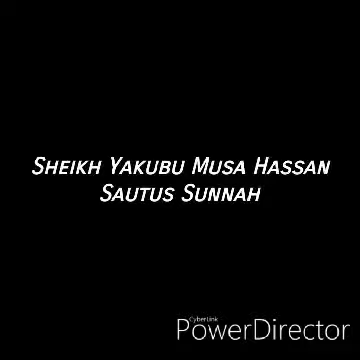 Sheikh Yakubu Musa Hassan
Sautus Sunnah
CyberLink
PowerDirector